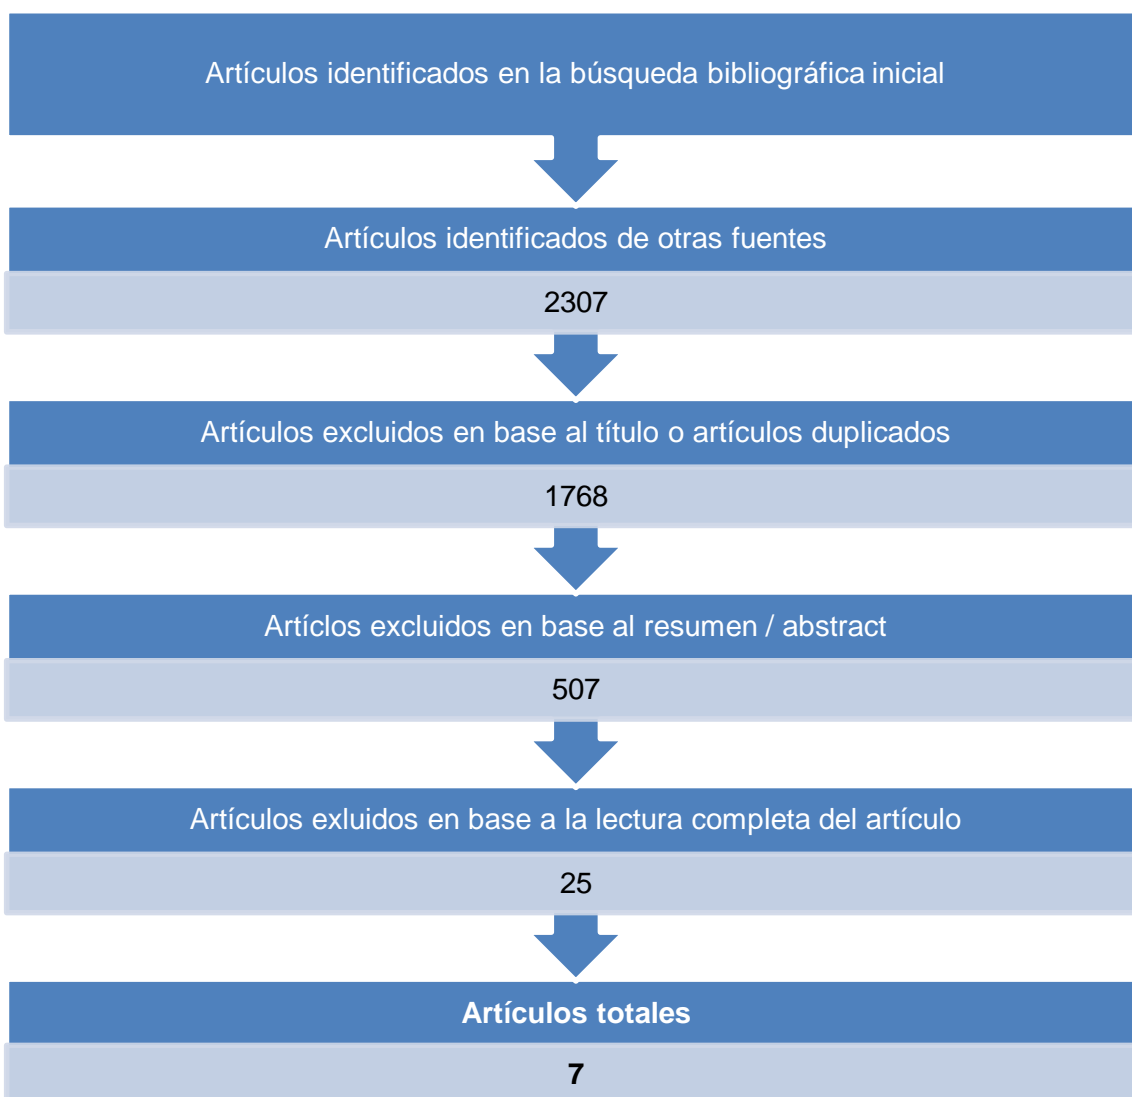 Artículos identificados en la búsqueda bibliográfica inicial
Artículos identificados de otras fuentes
2307
Artículos excluidos en base al título o artículos duplicados
1768
Artíclos excluidos en base al resumen / abstract
507
Artículos exluidos en base a la lectura completa del artículo
25
Artículos totales
7